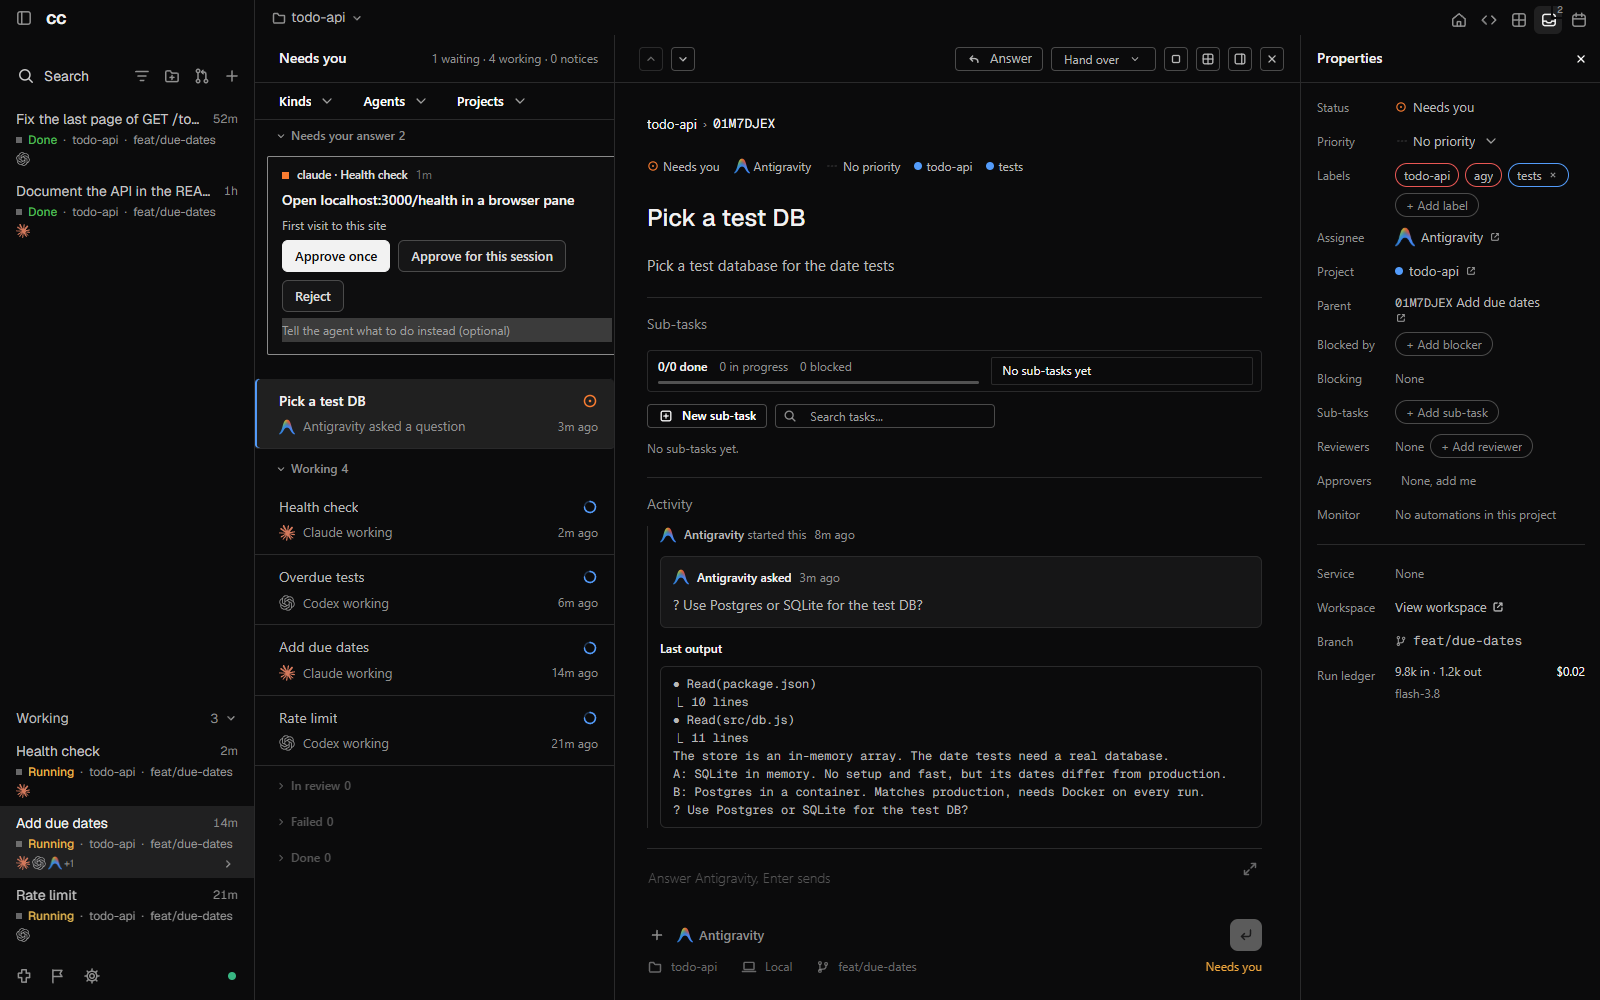 cc
Search
Fix the last page of GET /to... 52m
Done · todo-api · feat/due-dates
Document the API in the REA... 1h
Done · todo-api · feat/due-dates
Working 3
Health check 2m
Running · todo-api · feat/due-dates
Add due dates 14m
Running · todo-api · feat/due-dates
+1
Rate limit 21m
Running · todo-api · feat/due-dates
todo-api
2
Needs you 1 waiting · 4 working · 0 notices
Kinds Agents Projects
Needs your answer 2
claude · Health check 1m
Open localhost:3000/health in a browser pane
First visit to this site
Approve once Approve for this session
Reject
Tell the agent what to do instead (optional)
Pick a test DB
Antigravity asked a question 3m ago
Working 4
Health check
Claude working 2m ago
Overdue tests
Codex working 6m ago
Add due dates
Claude working 14m ago
Rate limit
Codex working 21m ago
In review 0
Failed 0
Done 0
Answer Hand over
todo-api › 01M7DJEX
Needs you Antigravity No priority todo-api tests
Pick a test DB
Pick a test database for the date tests
Sub-tasks
0/0 done 0 in progress 0 blocked
No sub-tasks yet
New sub-task Search tasks...
No sub-tasks yet.
Activity
Antigravity started this 8m ago
Antigravity asked 3m ago
? Use Postgres or SQLite for the test DB?
Last output
● Read(package.json)
⎿ 10 lines
● Read(src/db.js)
⎿ 11 lines
The store is an in-memory array. The date tests need a real database.
A: SQLite in memory. No setup and fast, but its dates differ from production.
B: Postgres in a container. Matches production, needs Docker on every run.
? Use Postgres or SQLite for the test DB?
Answer Antigravity, Enter sends
+ Antigravity
todo-api Local feat/due-dates Needs you
Properties
Status Needs you
Priority No priority
Labels todo-api agy tests ×
+ Add label
Assignee Antigravity
Project todo-api
Parent 01M7DJEX Add due dates
Blocked by + Add blocker
Blocking None
Sub-tasks + Add sub-task
Reviewers None + Add reviewer
Approvers None, add me
Monitor No automations in this project
Service None
Workspace View workspace
Branch feat/due-dates
Run ledger 9.8k in · 1.2k out $0.02
flash-3.8